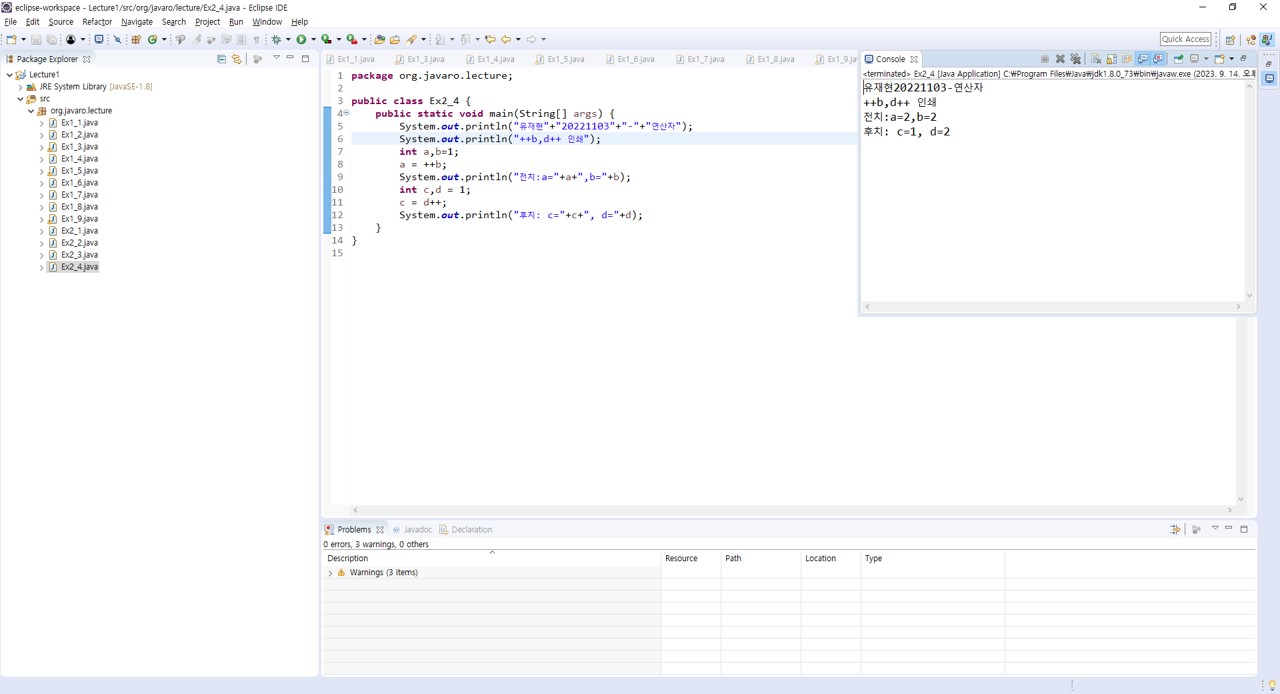 eclipse-workspace - Lecture1/src/org/javaro/lecture/Ex2_4.java - Eclipse IDE
File Edit Source Refactor Navigate Search Project Run Window Help
Quick Access
Package Explorer
Lecture1
JRE System Library [JavaSE-1.8]
src
org.javaro.lecture
Ex1_1.java
Ex1_2.java
Ex1_3.java
Ex1_4.java
Ex1_5.java
Ex1_6.java
Ex1_7.java
Ex1_8.java
Ex1_9.java
Ex2_1.java
Ex2_2.java
Ex2_3.java
Ex2_4.java
Ex1_1.java Ex1_3.java Ex1_4.java Ex1_5.java Ex1_6.java Ex1_7.java Ex1_8.java Ex1_9.ja
1 package org.javaro.lecture;
2
3 public class Ex2_4 {
4 public static void main(String[] args) {
5 System.out.println("유재현"+"20221103"+"-"+"연산자");
6 System.out.println("++b,d++ 인쇄");
7 int a,b=1;
8 a = ++b;
9 System.out.println("전치:a="+a+",b="+b);
10 int c,d = 1;
11 c = d++;
12 System.out.println("후치: c="+c+", d="+d);
13 }
14 }
15
Console
<terminated> Ex2_4 [Java Application] C:₩Program Files₩Java₩jdk1.8.0_73₩bin₩javaw.exe (2023. 9. 14. 오후
유재현20221103-연산자
++b,d++ 인쇄
전치:a=2,b=2
후치: c=1, d=2
Problems Javadoc Declaration
0 errors, 3 warnings, 0 others
Description Resource Path Location Type
Warnings (3 items)